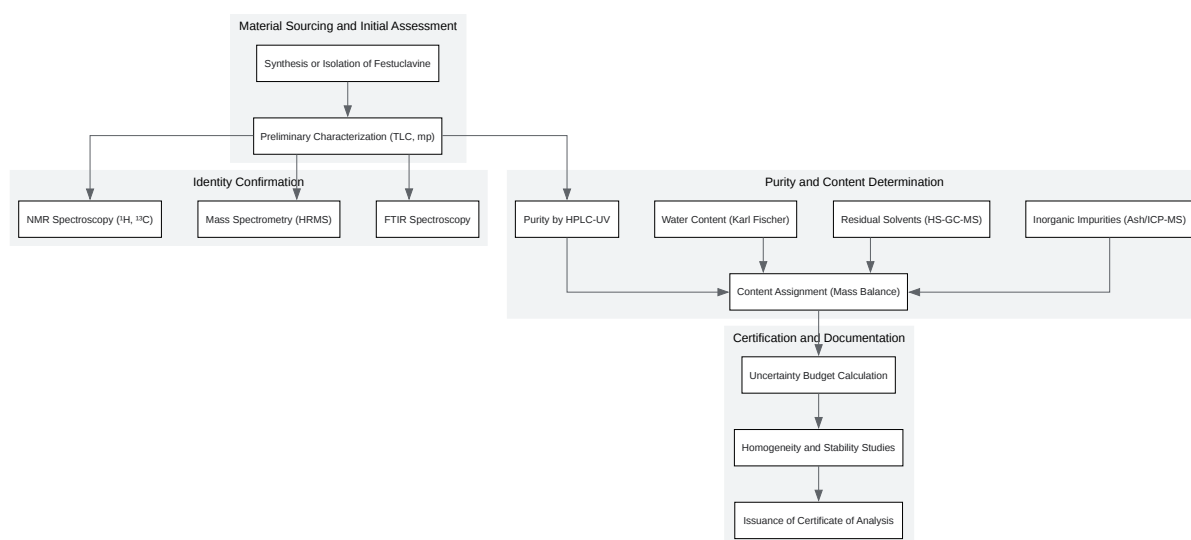 Material Sourcing and Initial Assessment
Synthesis or Isolation of Festuclavine
Preliminary Characterization (TLC, mp)
Identity Confirmation
NMR Spectroscopy (¹H, ¹³C)
Mass Spectrometry (HRMS)
FTIR Spectroscopy
Purity and Content Determination
Purity by HPLC-UV
Water Content (Karl Fischer)
Residual Solvents (HS-GC-MS)
Inorganic Impurities (Ash/ICP-MS)
Content Assignment (Mass Balance)
Certification and Documentation
Uncertainty Budget Calculation
Homogeneity and Stability Studies
Issuance of Certificate of Analysis